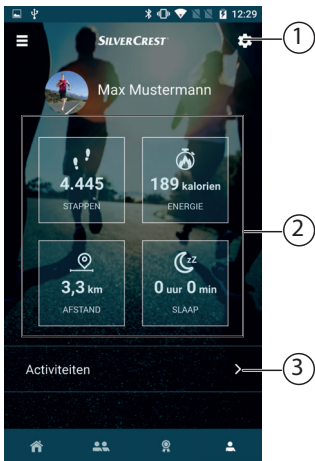 12:29
SILVERCREST
1
Max Mustermann
4.445
STAPPEN
189 kalorien
ENERGIE
2
3,3 km
AFSTAND
zZ
0 uur 0 min
SLAAP
Activiteiten
3